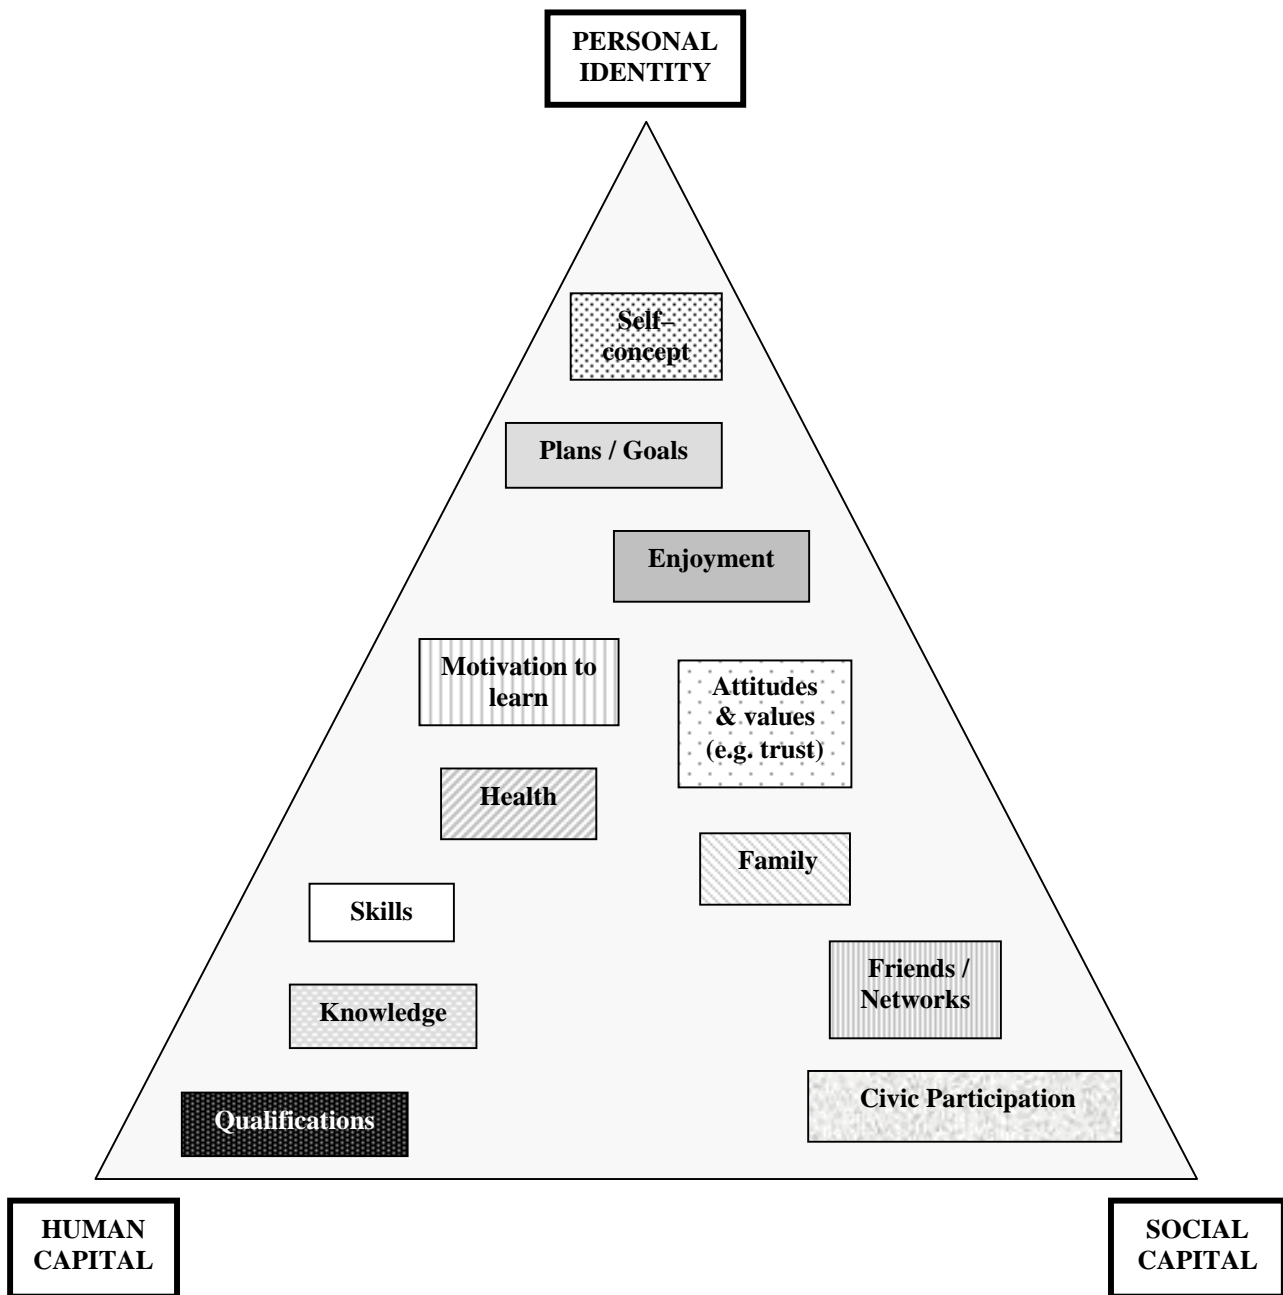 PERSONAL
IDENTITY
Self–
concept
Plans / Goals
Enjoyment
Motivation to
learn
Attitudes
& values
(e.g. trust)
Health
Family
Skills
Friends /
Networks
Knowledge
Civic Participation
Qualifications
HUMAN
CAPITAL
SOCIAL
CAPITAL